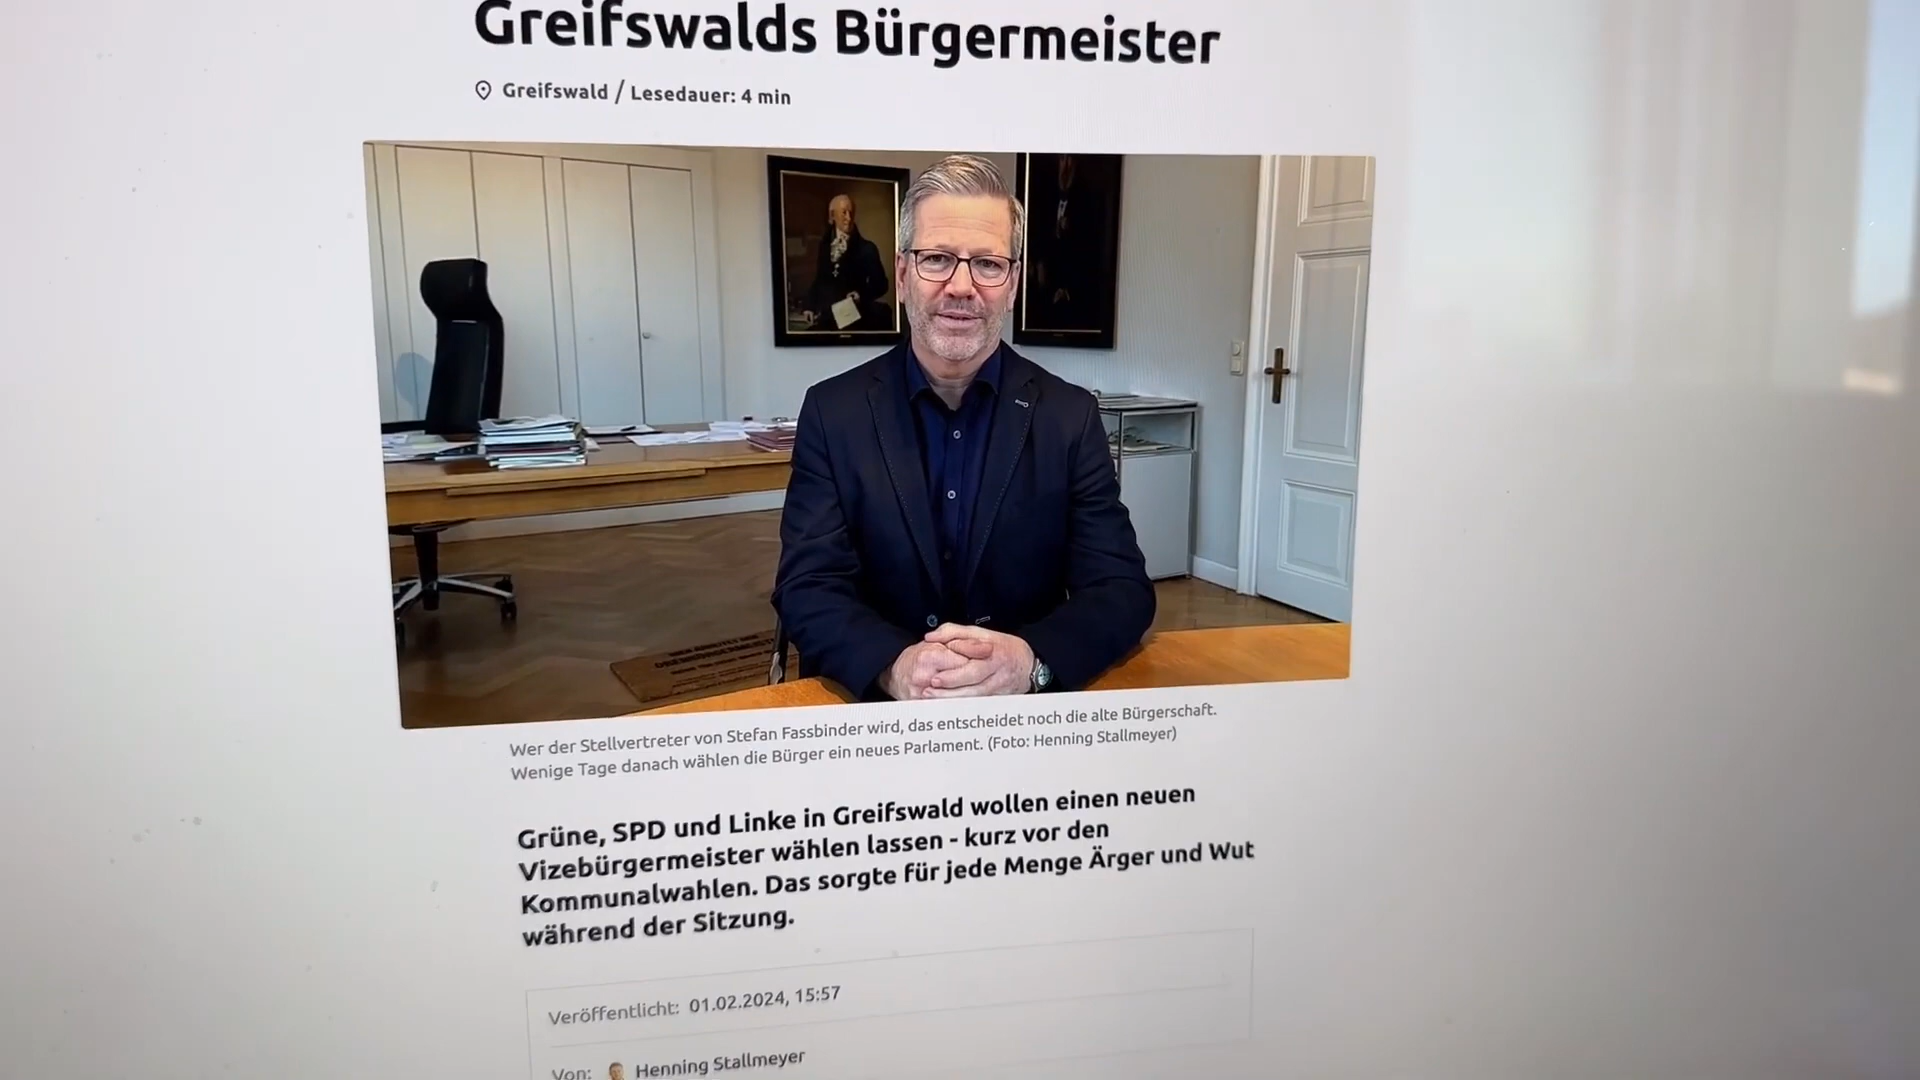 Greifswalds Bürgermeister
Greifswald / Lesedauer: 4 min
Wer der Stellvertreter von Stefan Fassbinder wird, das entscheidet noch die alte Bürgerschaft.
Wenige Tage danach wählen die Bürger ein neues Parlament. (Foto: Henning Stallmeyer)
Grüne, SPD und Linke in Greifswald wollen einen neuen
Vizebürgermeister wählen lassen - kurz vor den
Kommunalwahlen. Das sorgte für jede Menge Ärger und Wut
während der Sitzung.
Veröffentlicht: 01.02.2024, 15:57
Von: Henning Stallmeyer